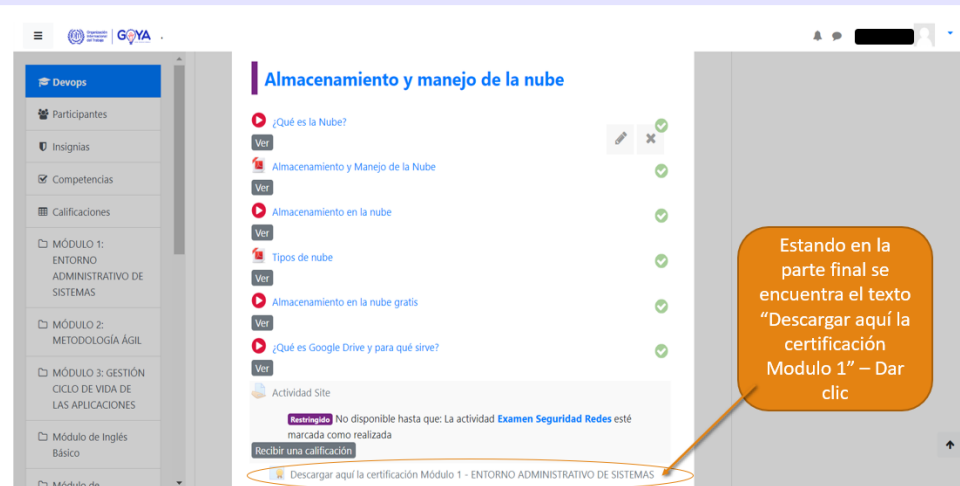 Organización
Internacional
del Trabajo
GOYA
Devops
Participantes
Insignias
Competencias
Calificaciones
MÓDULO 1:
ENTORNO
ADMINISTRATIVO DE
SISTEMAS
MÓDULO 2:
METODOLOGÍA ÁGIL
MÓDULO 3: GESTIÓN
CICLO DE VIDA DE
LAS APLICACIONES
Módulo de Inglés
Básico
Módulo de
Almacenamiento y manejo de la nube
¿Qué es la Nube?
Ver
Almacenamiento y Manejo de la Nube
Ver
Almacenamiento en la nube
Ver
Tipos de nube
Ver
Almacenamiento en la nube gratis
Ver
¿Qué es Google Drive y para qué sirve?
Ver
Actividad Site
Restringido No disponible hasta que: La actividad Examen Seguridad Redes esté
marcada como realizada
Recibir una calificación
Descargar aquí la certificación Módulo 1 - ENTORNO ADMINISTRATIVO DE SISTEMAS
Estando en la
parte final se
encuentra el texto
“Descargar aquí la
certificación
Modulo 1” – Dar
clic